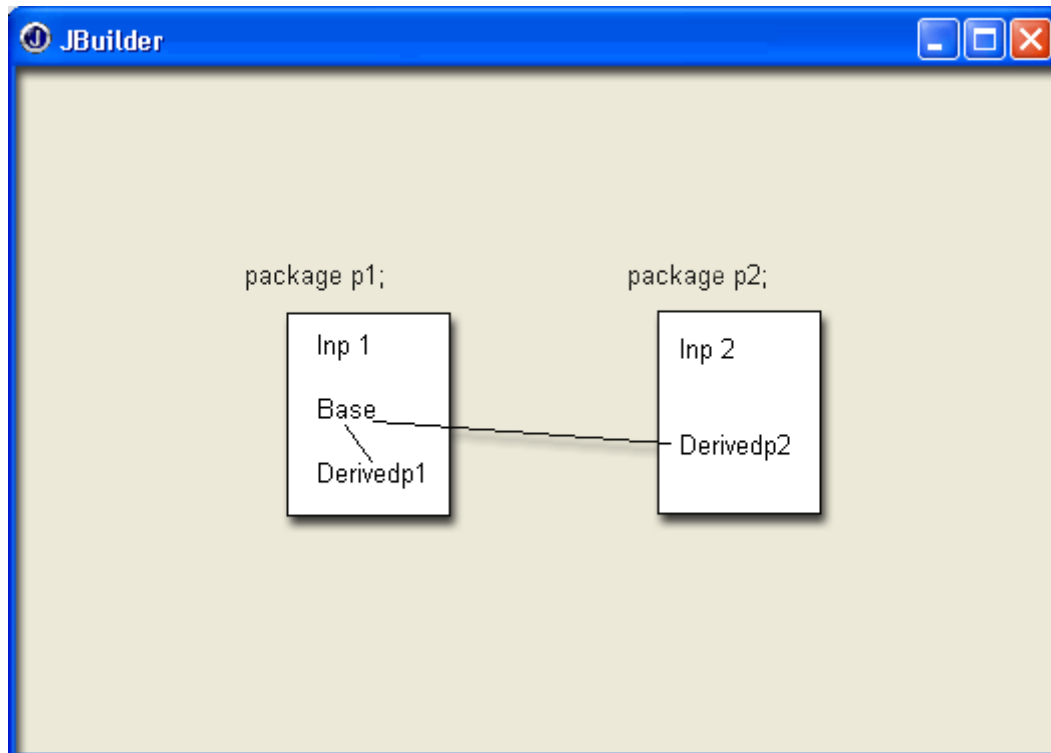 JBuilder
package p1;
Inp 1
Base
Derivedp1
package p2;
Inp 2
Derivedp2